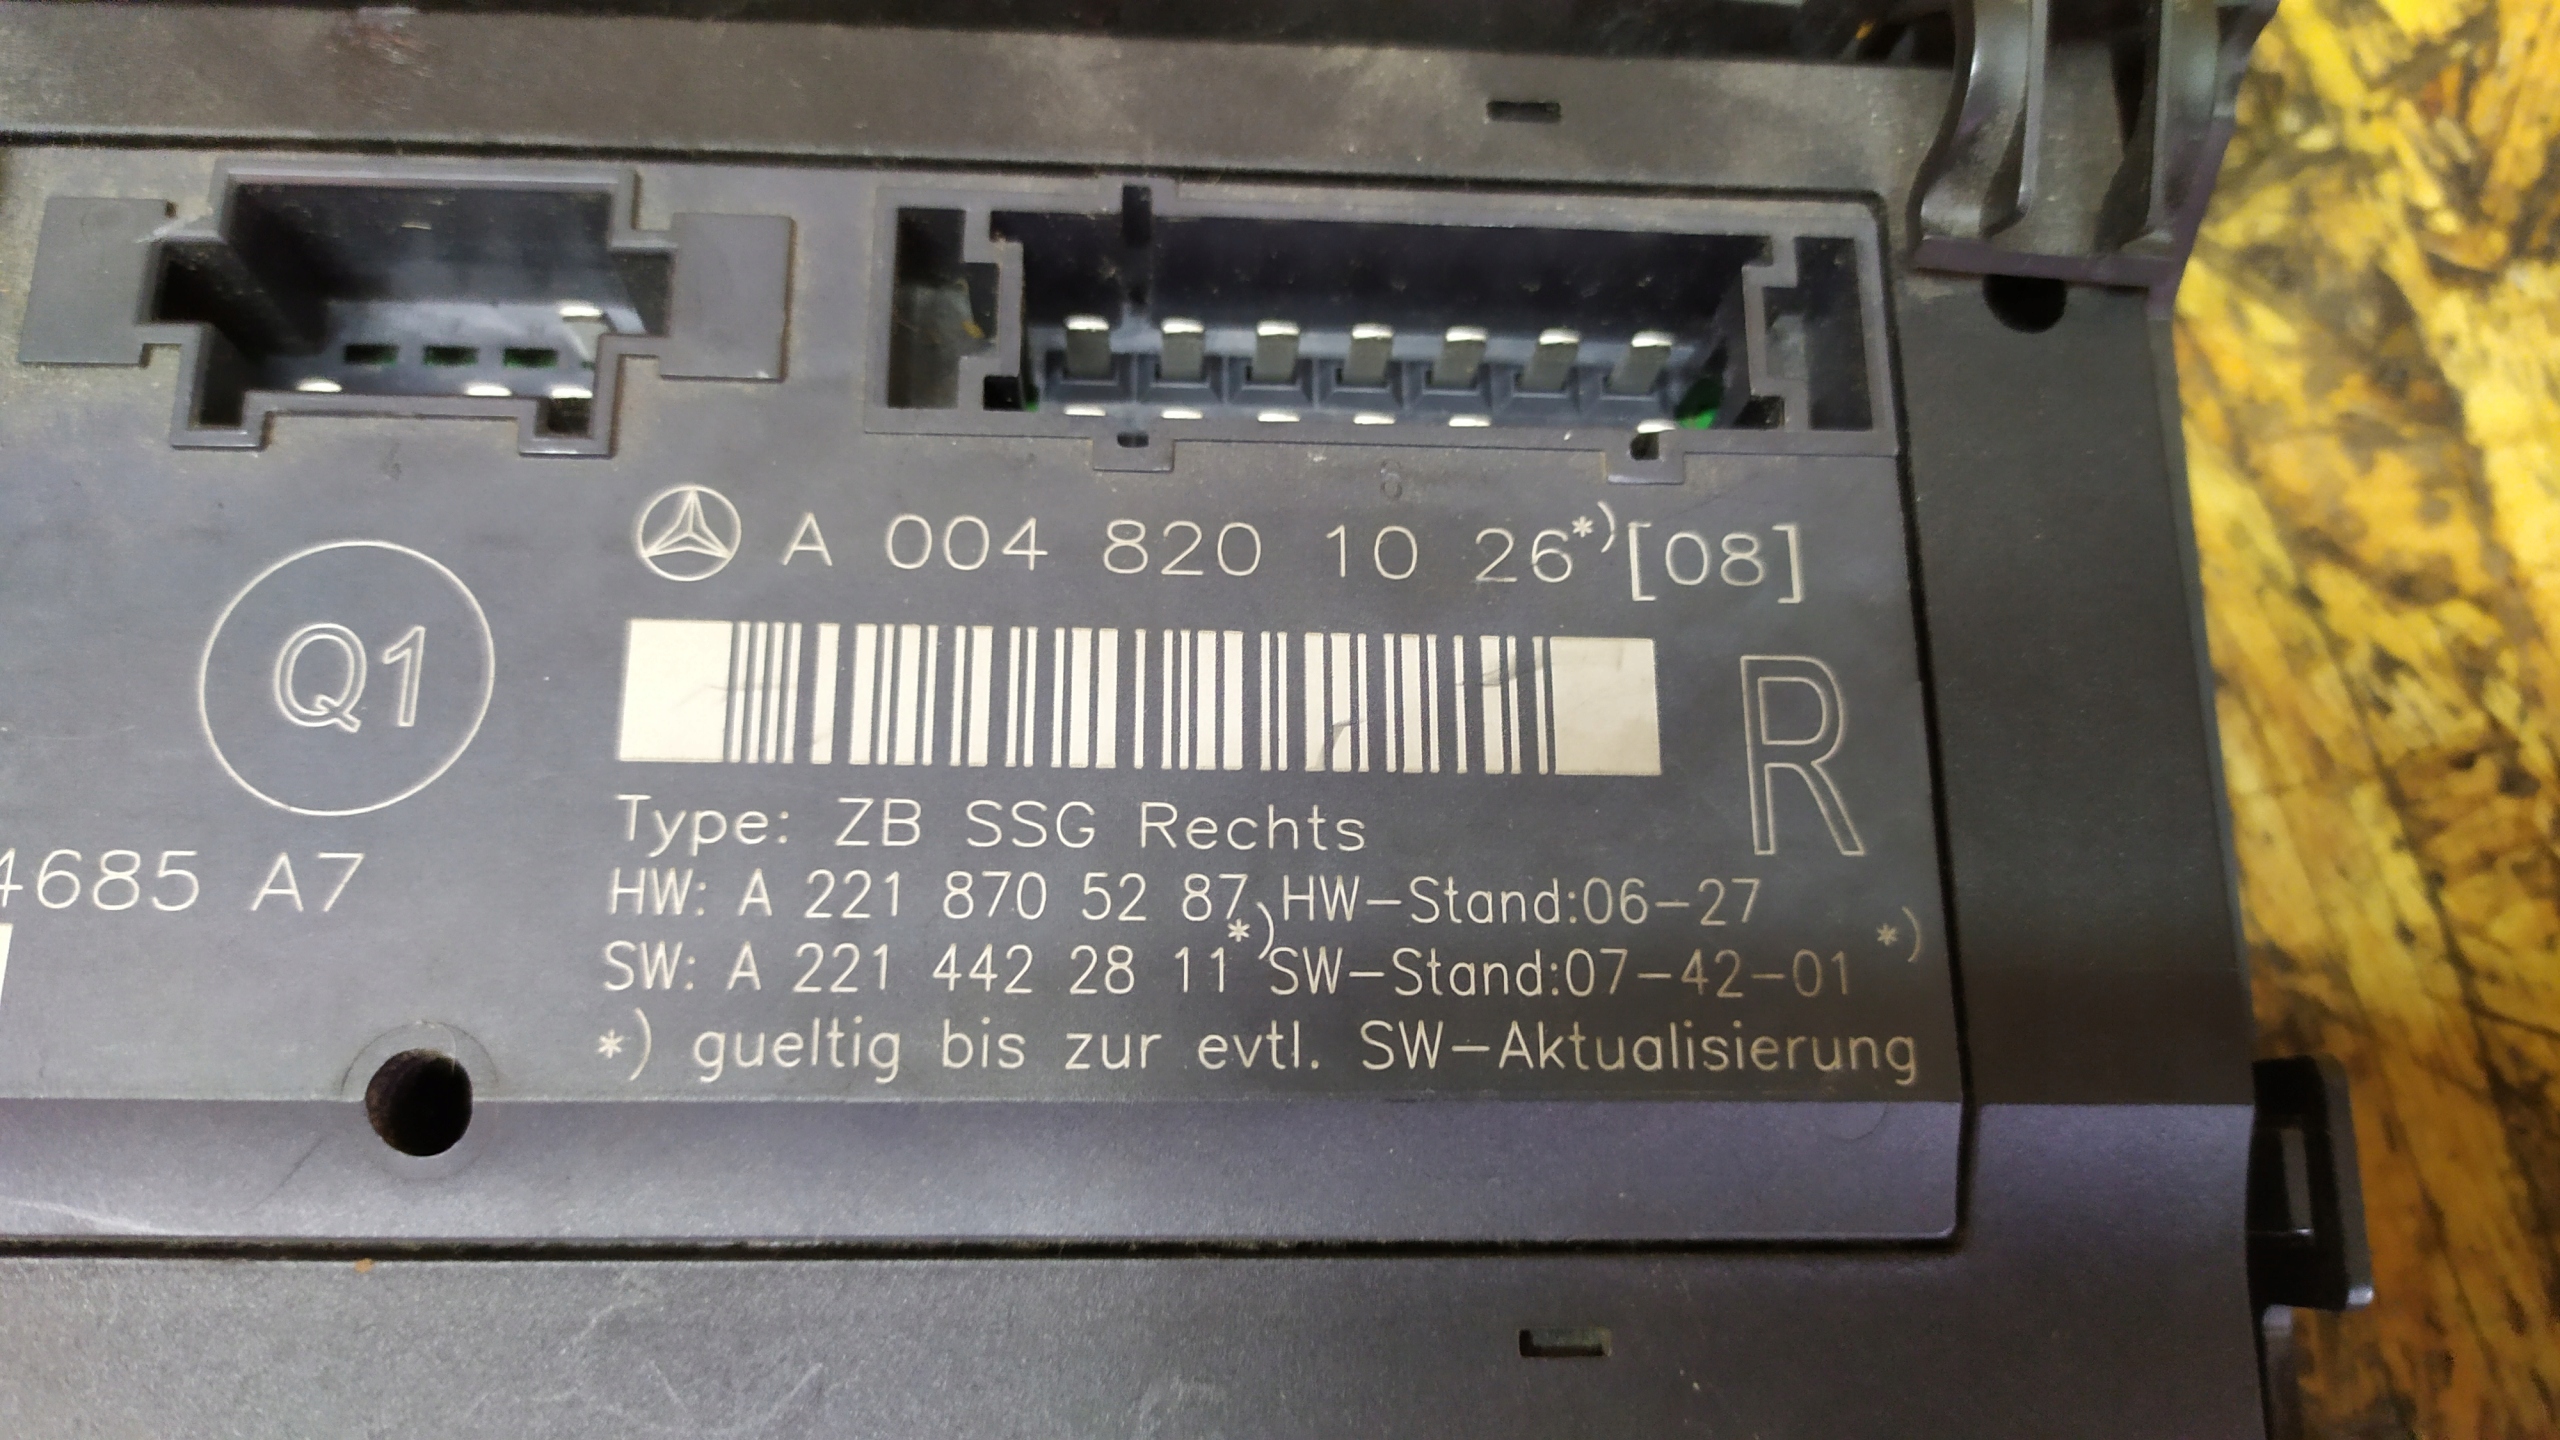 A 004 820 10 26*)[08]
Q1
R
Type: ZB SSG Rechts
4685 A7
HW: A 221 870 52 87 HW-Stand:06-27
SW: A 221 442 28 11*) SW-Stand:07-42-01 *)
*) gueltig bis zur evtl. SW-Aktualisierung